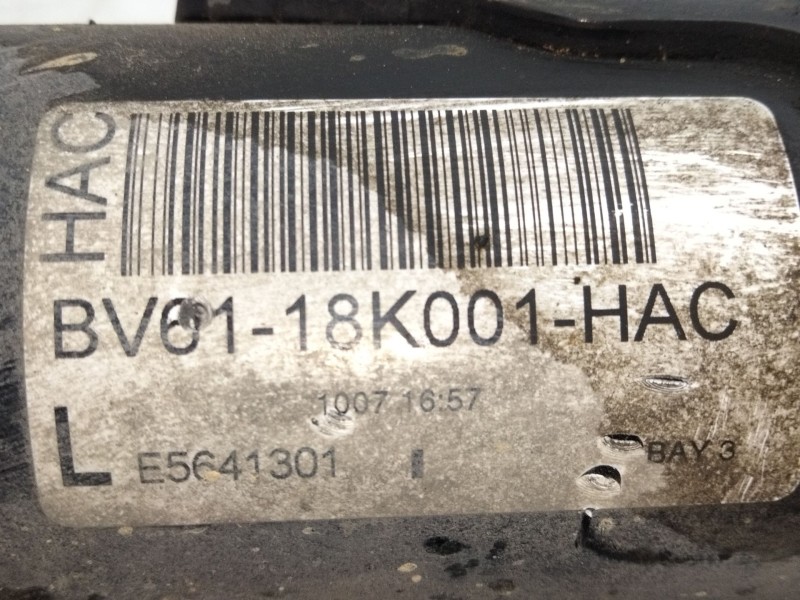 HAC
BV61-18K001-HAC
1007 16:57
L E5641301 BAY 3